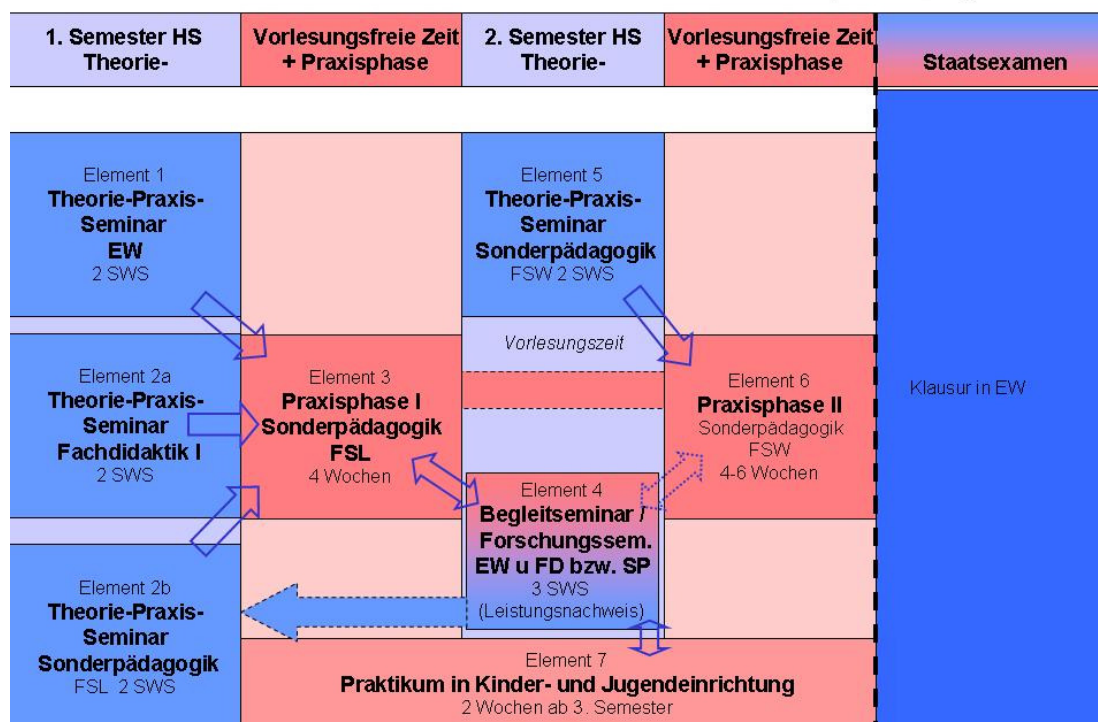 1. Semester HS
Theorie-
Vorlesungsfreie Zeit
+ Praxisphase
2. Semester HS
Theorie-
Vorlesungsfreie Zeit
+ Praxisphase
Staatsexamen
Element 1
Theorie-Praxis-
Seminar
EW
2 SWS
Element 5
Theorie-Praxis-
Seminar
Sonderpädagogik
FSW 2 SWS
Vorlesungszeit
Element 2a
Theorie-Praxis-
Seminar
Fachdidaktik I
2 SWS
Element 3
Praxisphase I
Sonderpädagogik
FSL
4 Wochen
Element 6
Praxisphase II
Sonderpädagogik
FSW
4-6 Wochen
Klausur in EW
Element 4
Begleitseminar /
Forschungssem.
EW u FD bzw. SP
3 SWS
(Leistungsnachweis)
Element 2b
Theorie-Praxis-
Seminar
Sonderpädagogik
FSL 2 SWS
Element 7
Praktikum in Kinder- und Jugendeinrichtung
2 Wochen ab 3. Semester